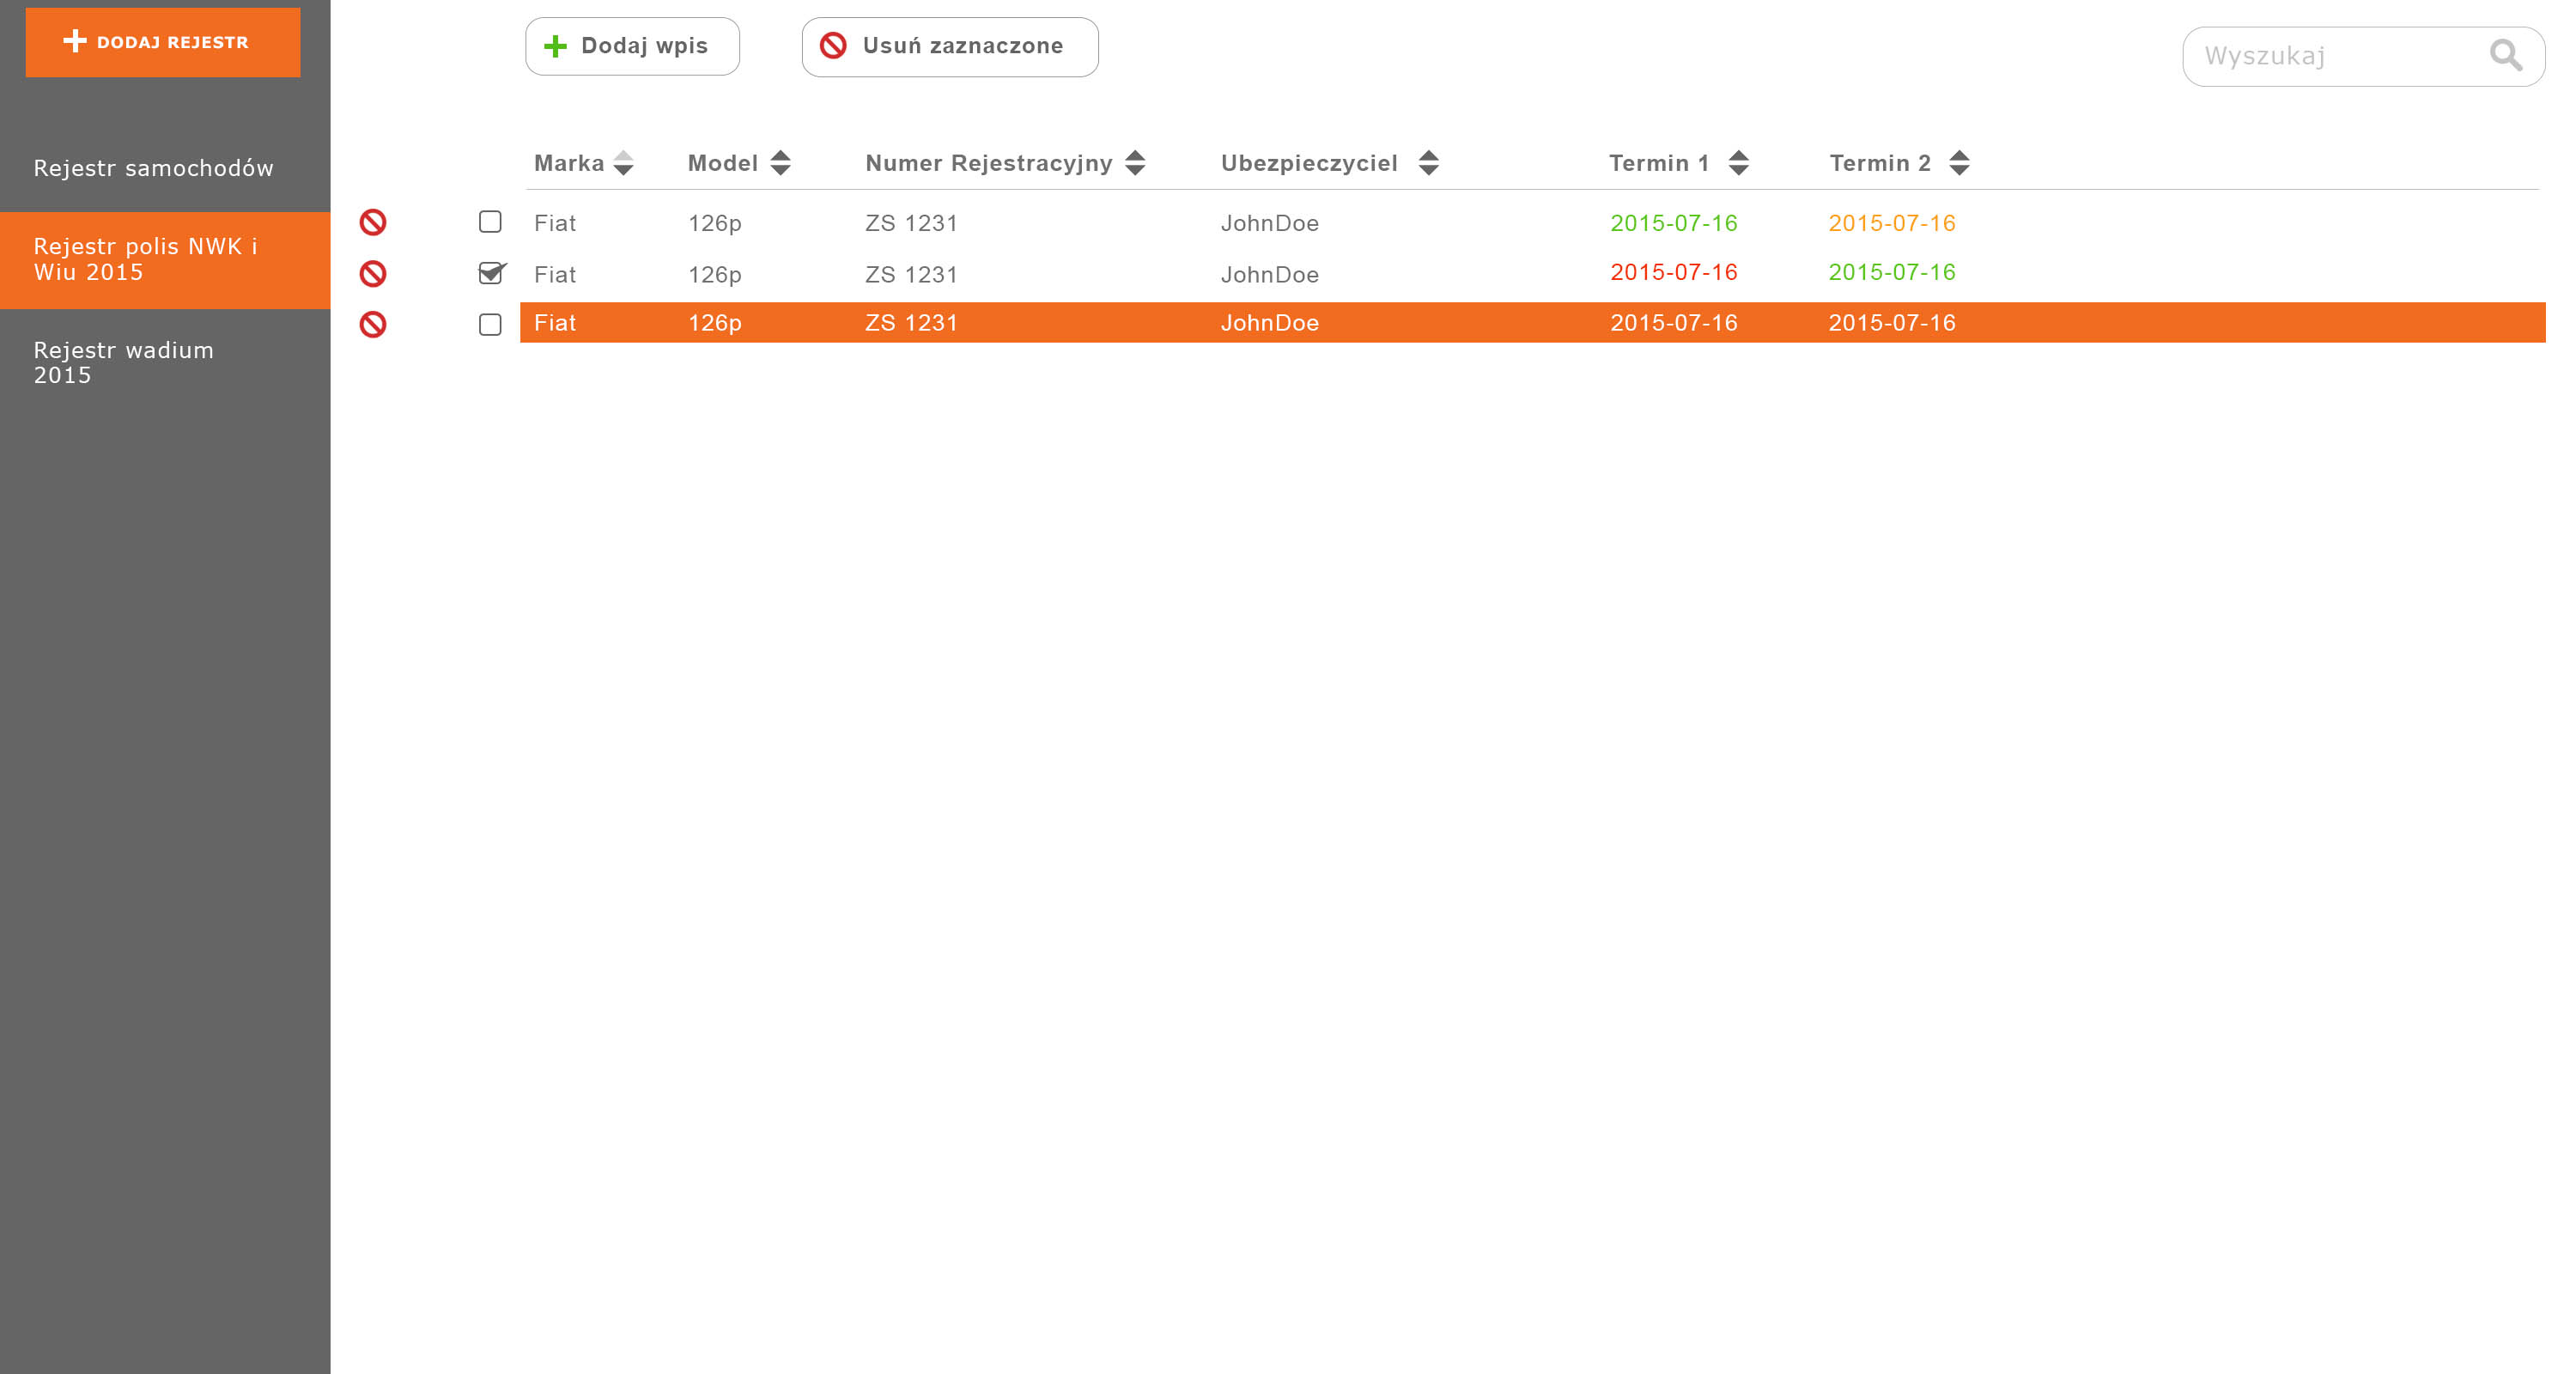 DODAJ REJESTR
Dodaj wpis
Usuń zaznaczone
Wyszukaj
Rejestr samochodów
Rejestr polis NWK i
Wiu 2015
Rejestr wadium
2015
Marka Model Numer Rejestracyjny Ubezpieczyciel Termin 1 Termin 2
Fiat 126p ZS 1231 JohnDoe 2015-07-16 2015-07-16
Fiat 126p ZS 1231 JohnDoe 2015-07-16 2015-07-16
Fiat 126p ZS 1231 JohnDoe 2015-07-16 2015-07-16